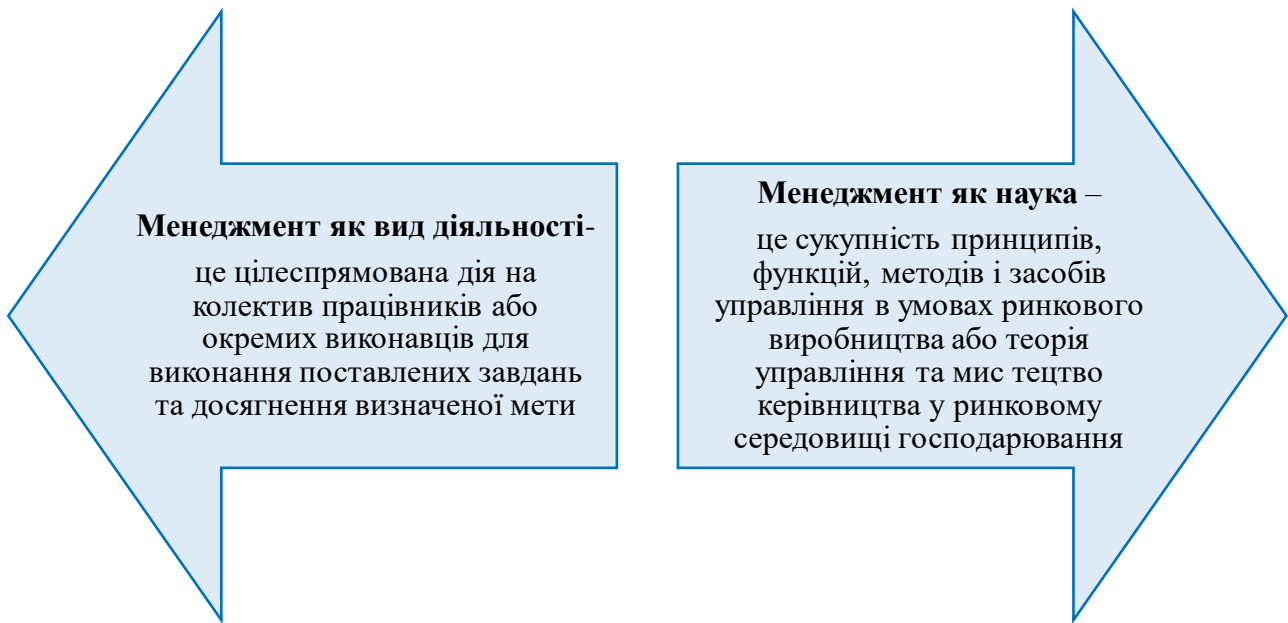 Менеджмент як вид діяльності-
це цілеспрямована дія на
колектив працівників або
окремих виконавців для
виконання поставлених завдань
та досягнення визначеної мети
Менеджмент як наука –
це сукупність принципів,
функцій, методів і засобів
управління в умовах ринкового
виробництва або теорія
управління та мис тецтво
керівництва у ринковому
середовищі господарювання